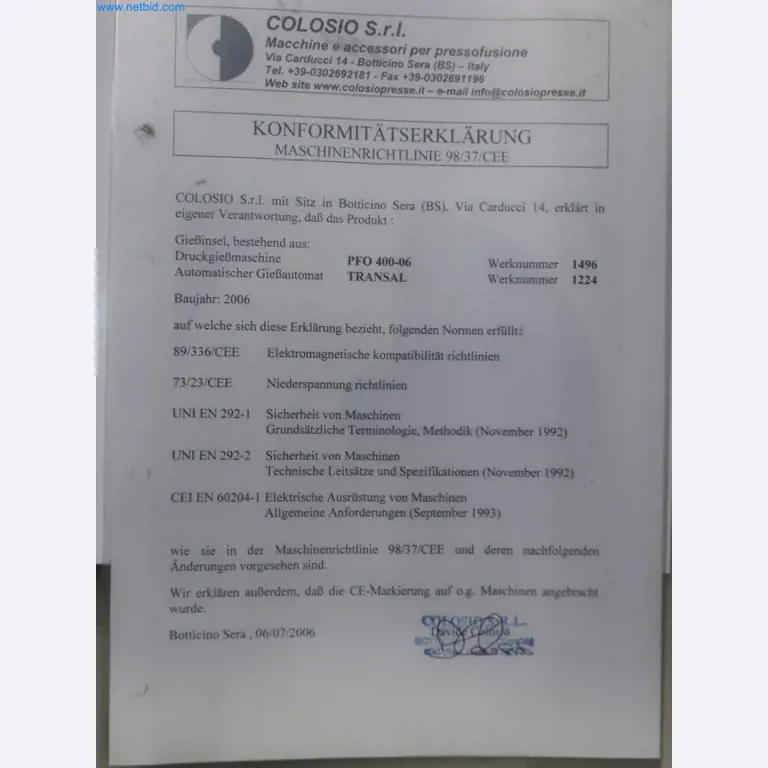 www.netbid.com
COLOSIO S.r.l.
Macchine e accessori per pressofusione
Via Carducci 14 - Botticino Sera (BS) – Italy
Tel. +39-0302692181 - Fax +39-0302691196
Web site www.colosiopresse.it – e-mail info@colosiopresse.it
KONFORMITÄTSERKLÄRUNG
MASCHINENRICHTLINIE 98/37/CEE
COLOSIO S.r.l. mit Sitz in Botticino Sera (BS), Via Carducci 14, erklärt in
eigener Verantwortung, daß das Produkt :
Gießinsel, bestehend aus:
Druckgießmaschine PFO 400-06 Werknummer 1496
Automatischer Gießautomat TRANSAL Werknummer 1224
Baujahr: 2006
auf welche sich diese Erklärung bezieht, folgenden Normen erfüllt:
89/336/CEE Elektromagnetische kompatibilität richtlinien
73/23/CEE Niederspannung richtlinien
UNI EN 292-1 Sicherheit von Maschinen
Grundsätzliche Terminologie, Methodik (November 1992)
UNI EN 292-2 Sicherheit von Maschinen
Technische Leitsätze und Spezifikationen (November 1992)
CEI EN 60204-1 Elektrische Ausrüstung von Maschinen
Allgemeine Anforderungen (September 1993)
wie sie in der Maschinenrichtlinie 98/37/CEE und deren nachfolgenden
Änderungen vorgesehen sind.
Wir erklären außerdem, daß die CE-Markierung auf o.g. Maschinen angebracht
wurde.
Botticino Sera , 06/07/2006
COLOSIO S.R.L.
Davide Colosio